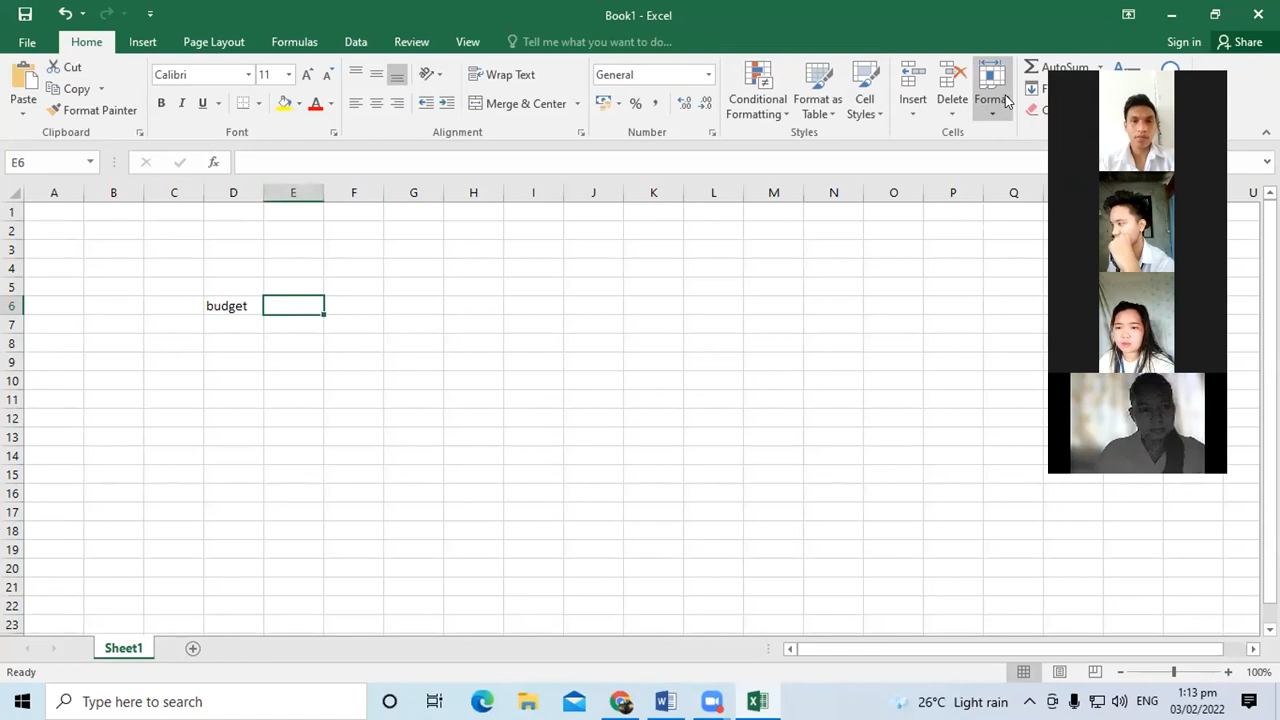 Book1 - Excel
File Home Insert Page Layout Formulas Data Review View Tell me what you want to do... Sign in Share
Paste Cut Copy Format Painter Clipboard
Calibri 11 B I U A A A Font
Wrap Text Merge & Center Alignment
General % , Number
Conditional Formatting Format as Table Cell Styles Styles
Insert Delete Format Cells
AutoSum
E6 fx
A B C D E F G H I J K L M N O P Q U
1
2
3
4
5
6 budget
7
8
9
10
11
12
13
14
15
16
17
18
19
20
21
22
23
Sheet1
Ready 100%
Type here to search 26°C Light rain ENG 1:13 pm
03/02/2022